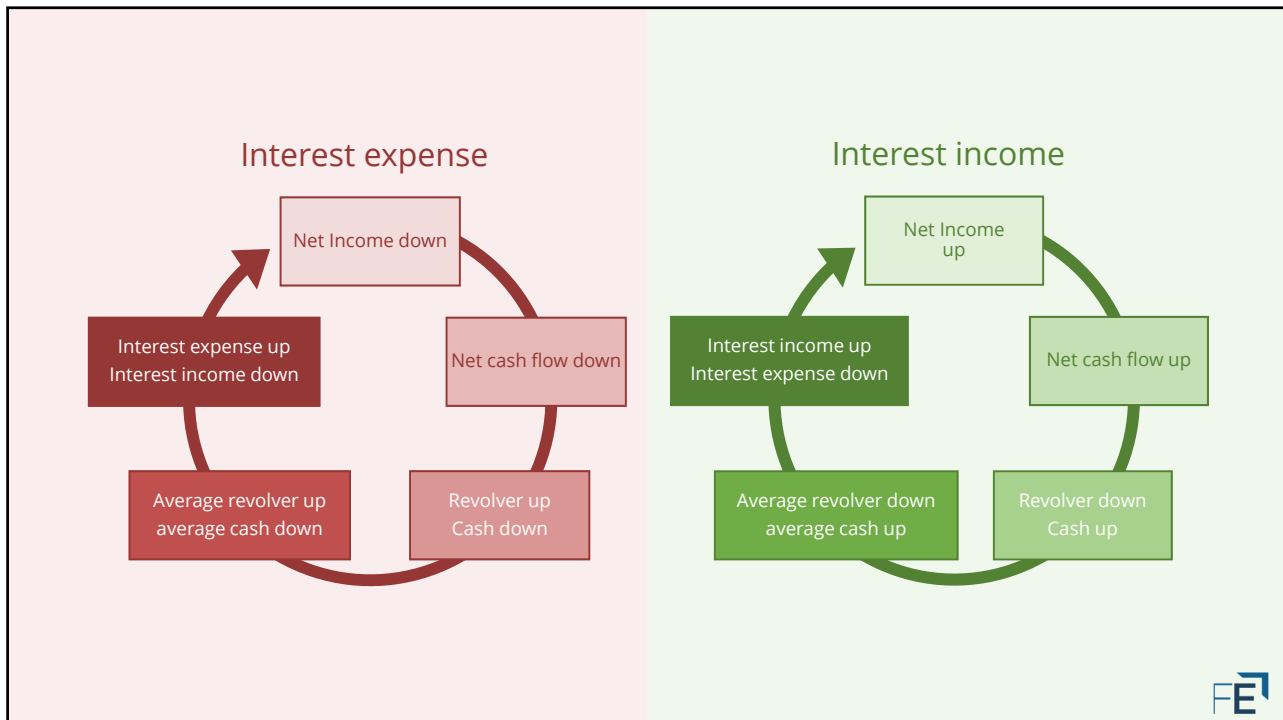 Interest expense
Net Income down
Net cash flow down
Revolver up
Cash down
Average revolver up
average cash down
Interest expense up
Interest income down
Interest income
Net Income
up
Net cash flow up
Revolver down
Cash up
Average revolver down
average cash up
Interest income up
Interest expense down
FE